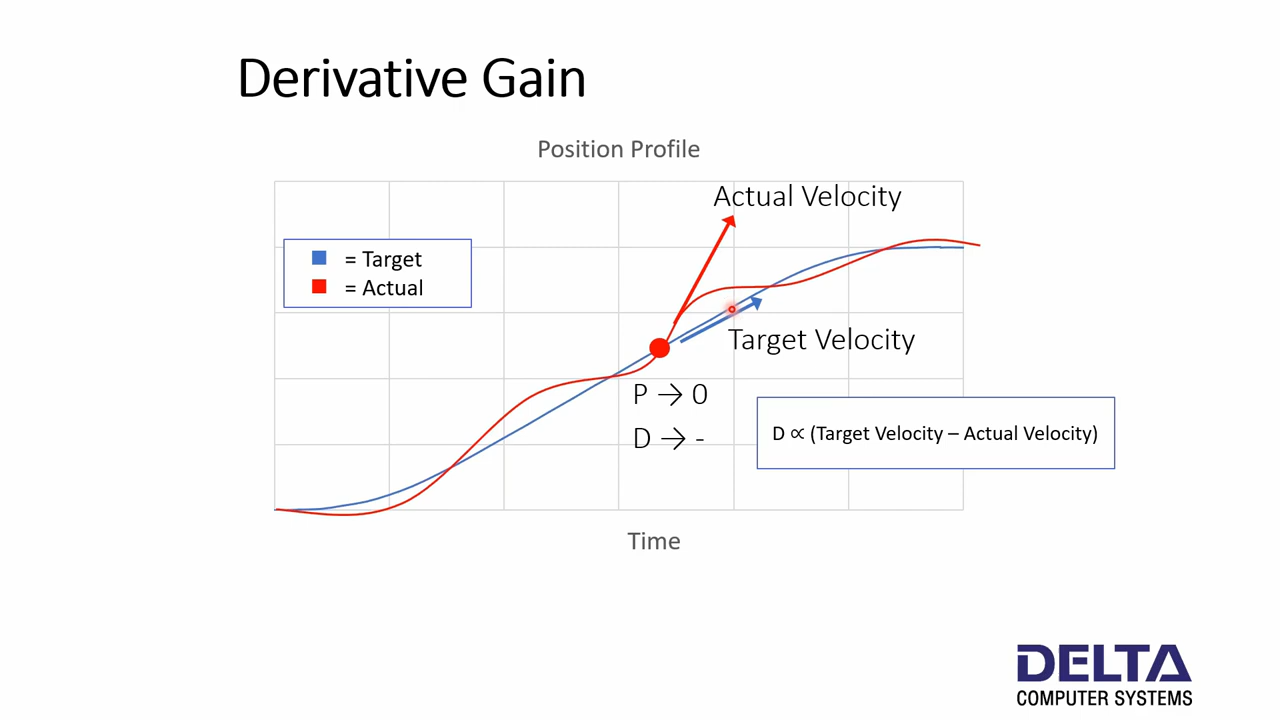 Derivative Gain
Position Profile
Actual Velocity
= Target
= Actual
Target Velocity
P → 0
D → -
D ∝ (Target Velocity – Actual Velocity)
Time
DELTA
COMPUTER SYSTEMS